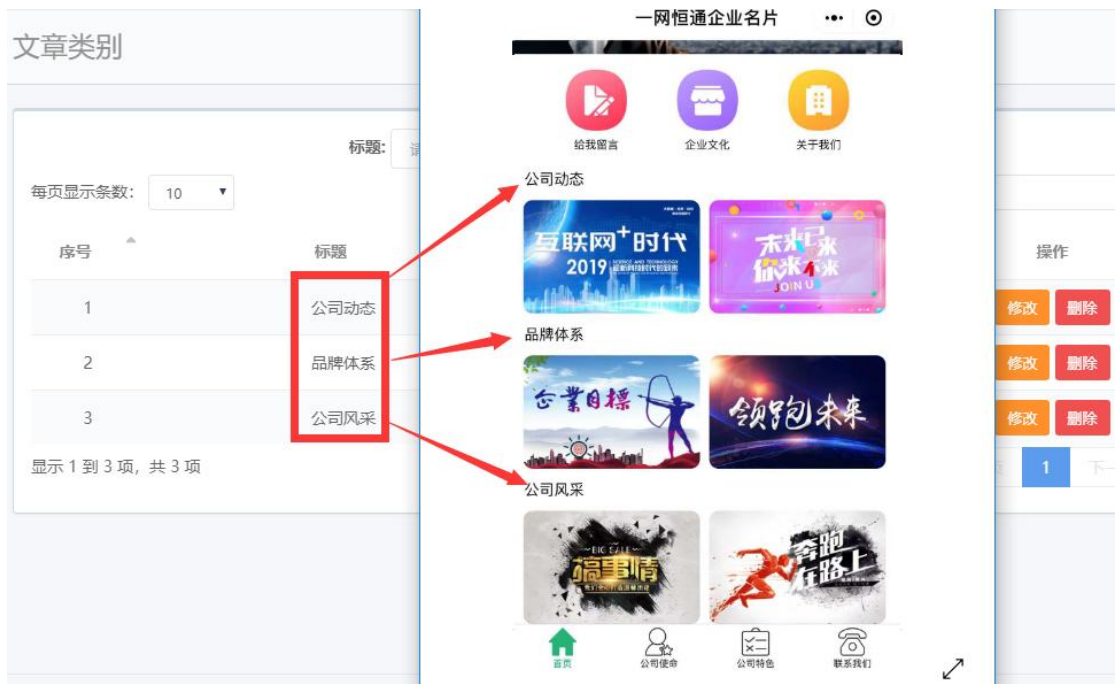 文章类别
标题:
每页显示条数:
10
序号
标题
操作
1
公司动态
修改
删除
2
品牌体系
修改
删除
3
公司风采
修改
删除
显示 1 到 3 项, 共 3 项
1
一网恒通企业名片
给我留言
企业文化
关于我们
公司动态
互联网+时代
2019
未来已来
你来不来
JOIN US
品牌体系
企業目標
领跑未来
公司风采
BIG SALE
搞事情
奔跑
在路上
首页
公司使命
公司特色
联系我们